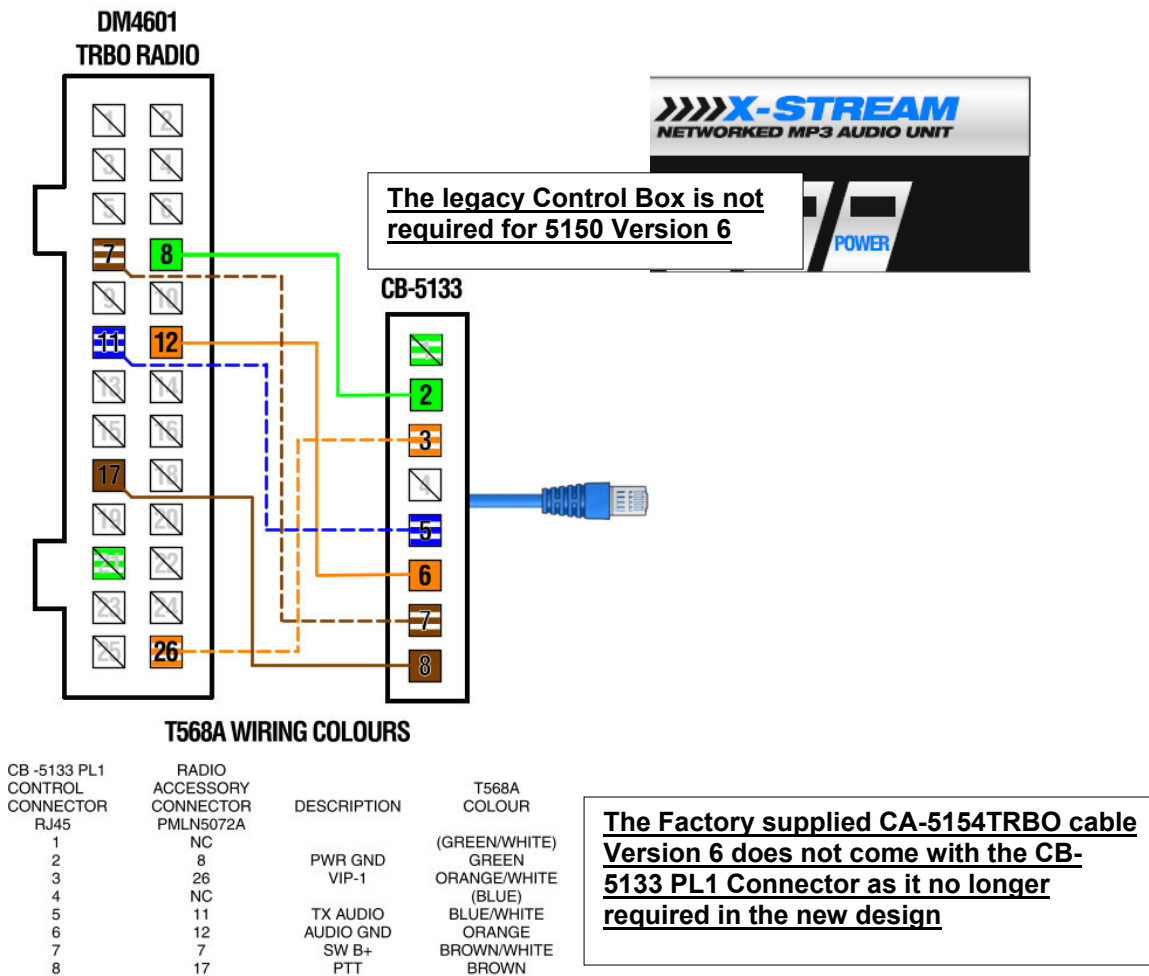 DM4601
TRBO RADIO
1 2
3 4
5 6
7 8
9 10
11 12
13 14
15 16
17 18
19 20
21 22
23 24
25 26
X-STREAM
NETWORKED MP3 AUDIO UNIT
POWER
The legacy Control Box is not
required for 5150 Version 6
CB-5133
1
2
3
4
5
6
7
8
T568A WIRING COLOURS
CB -5133 PL1 RADIO
CONTROL ACCESSORY T568A
CONNECTOR CONNECTOR DESCRIPTION COLOUR
RJ45 PMLN5072A
1 NC (GREEN/WHITE)
2 8 PWR GND GREEN
3 26 VIP-1 ORANGE/WHITE
4 NC (BLUE)
5 11 TX AUDIO BLUE/WHITE
6 12 AUDIO GND ORANGE
7 7 SW B+ BROWN/WHITE
8 17 PTT BROWN
The Factory supplied CA-5154TRBO cable
Version 6 does not come with the CB-
5133 PL1 Connector as it no longer
required in the new design